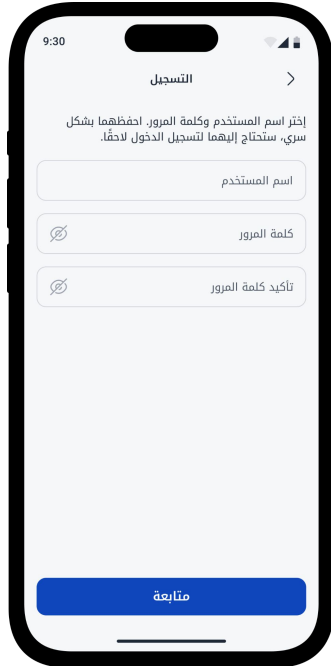 9:30
التسجيل
إختر اسم المستخدم وكلمة المرور. احفظهما بشكل
سري، ستحتاج إليهما لتسجيل الدخول لاحقًا.
اسم المستخدم
كلمة المرور
تأكيد كلمة المرور
متابعة